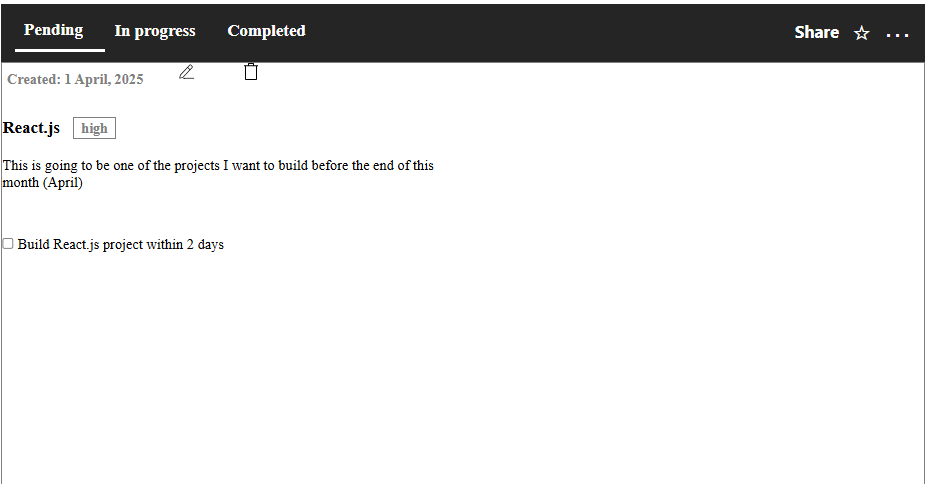 Pending In progress Completed Share ☆ ...
Created: 1 April, 2025
React.js high
This is going to be one of the projects I want to build before the end of this
month (April)
Build React.js project within 2 days